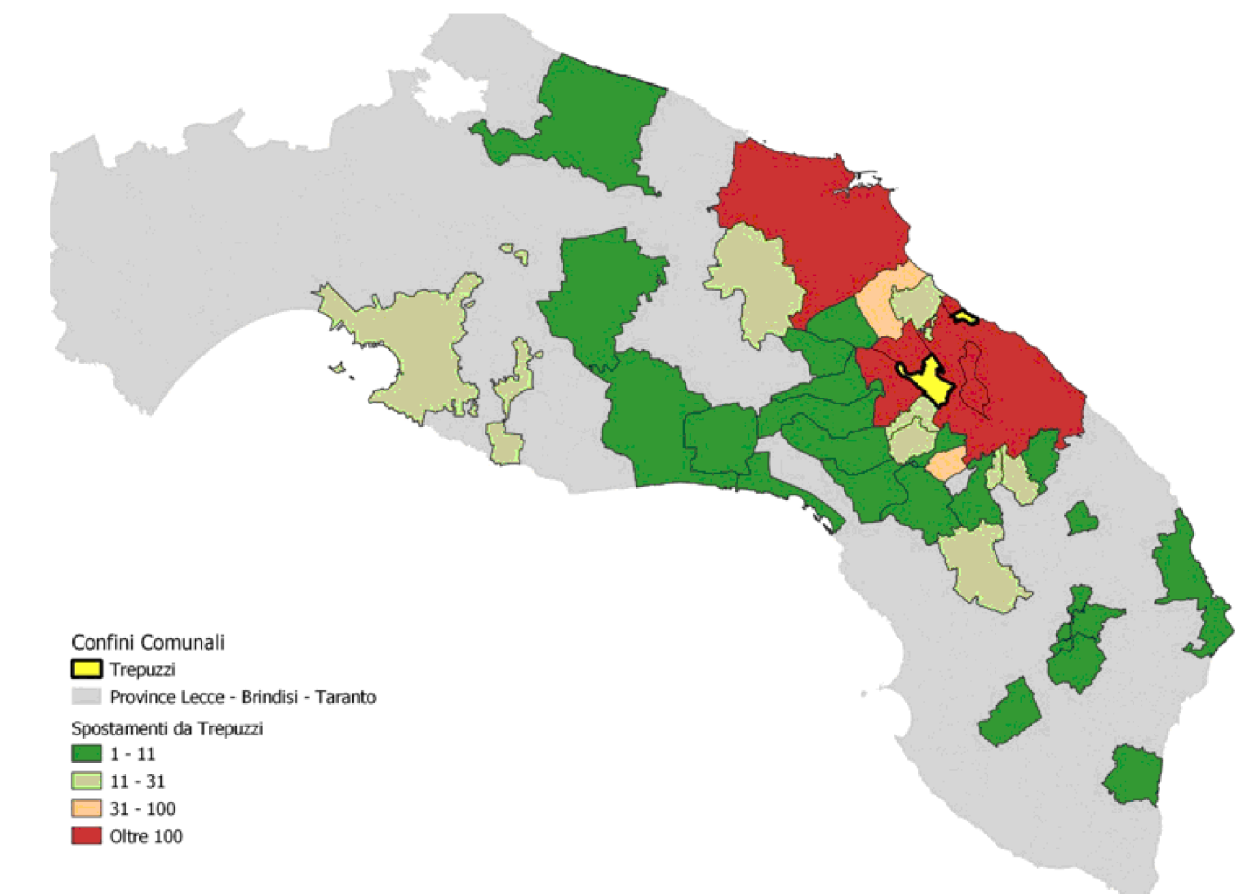 Confini Comunali
Trepuzzi
Province Lecce - Brindisi - Taranto
Spostamenti da Trepuzzi
1 - 11
11 - 31
31 - 100
Oltre 100